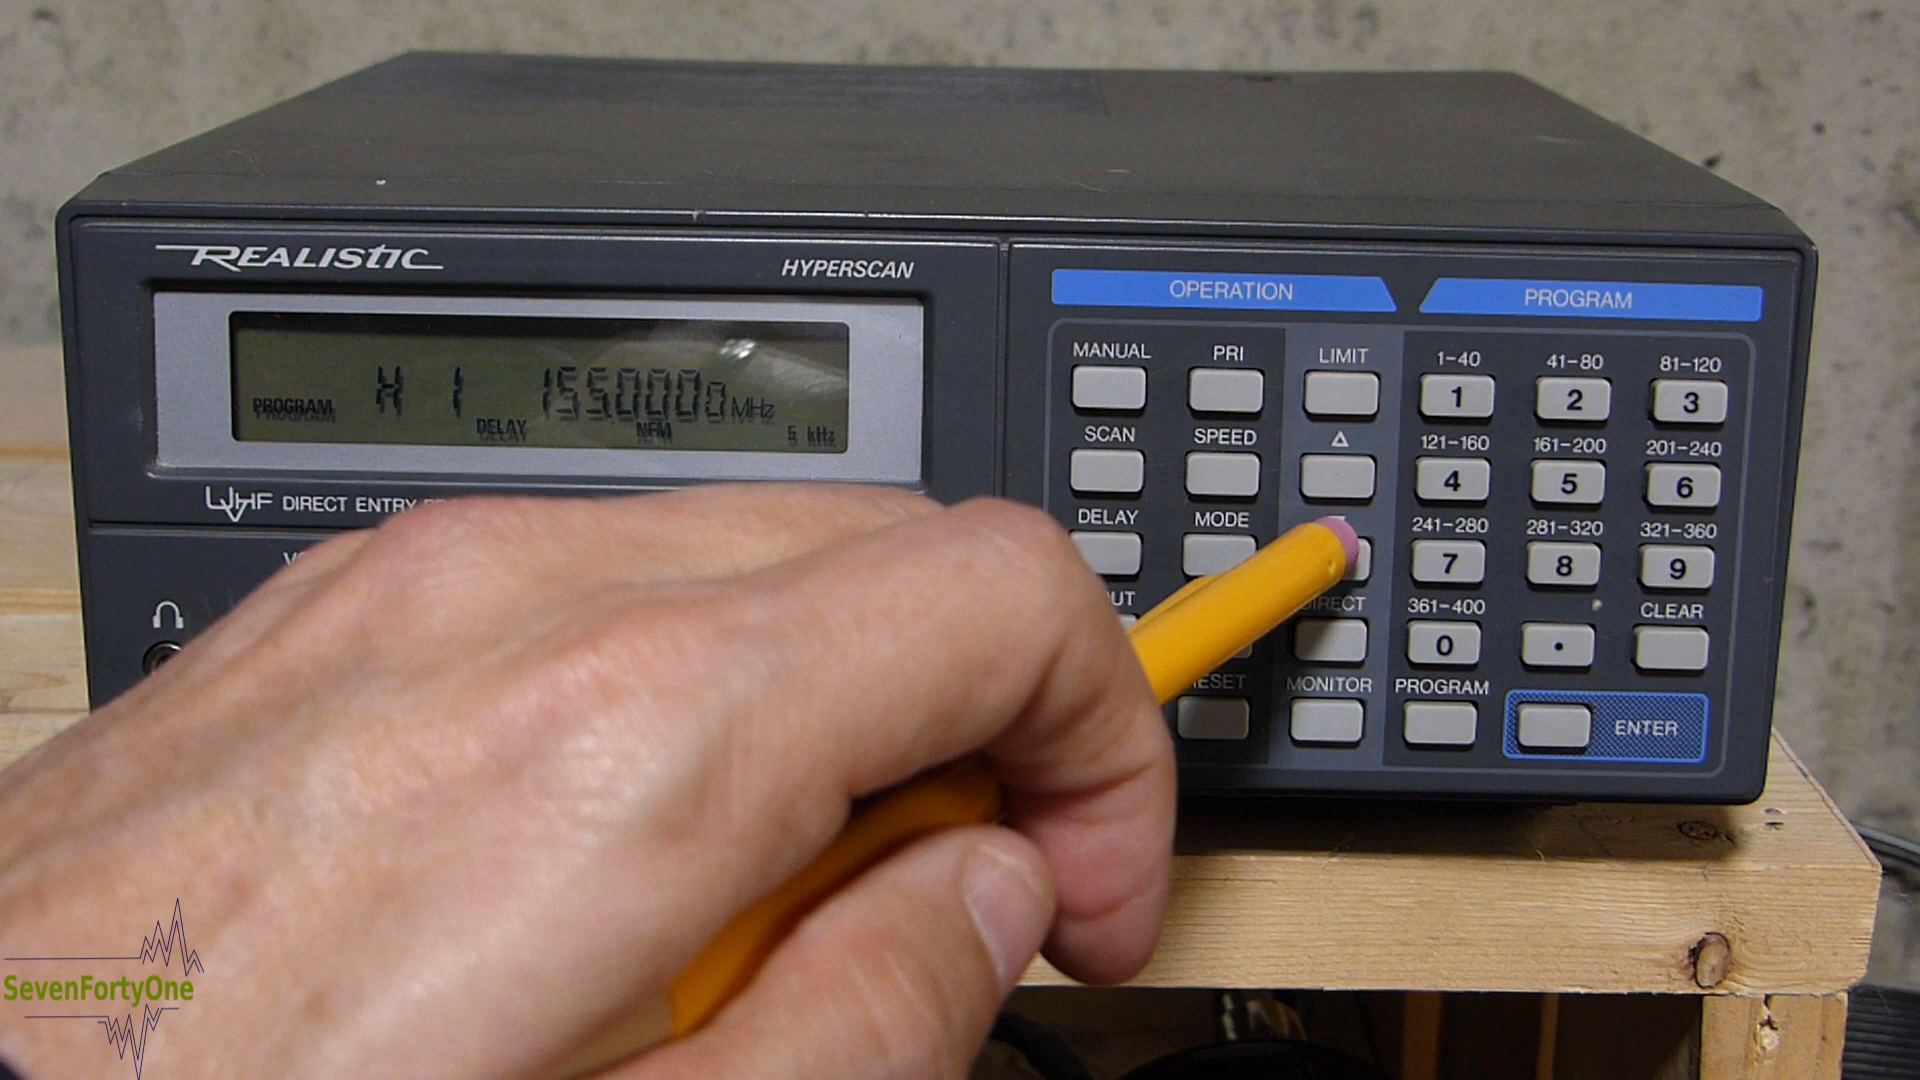 REALISTIC
HYPERSCAN
OPERATION
PROGRAM
PROGRAM H 1 155.0000 MHz
DELAY NFM 5 kHz
DIRECT ENTRY
MANUAL PRI LIMIT 1-40 41-80 81-120
1 2 3
SCAN SPEED △ 121-160 161-200 201-240
4 5 6
DELAY MODE 241-280 281-320 321-360
7 8 9
DIRECT 361-400 CLEAR
0 .
MONITOR PROGRAM
ENTER
SevenFortyOne